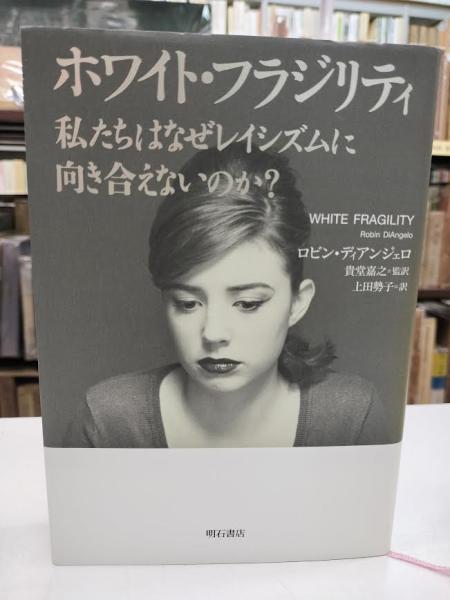 ホワイト・フラジリティ
私たちはなぜレイシズムに
向き合えないのか?
WHITE FRAGILITY
Robin DiAngelo
ロビン・ディアンジェロ
貴堂嘉之=監訳
上田勢子=訳
明石書店